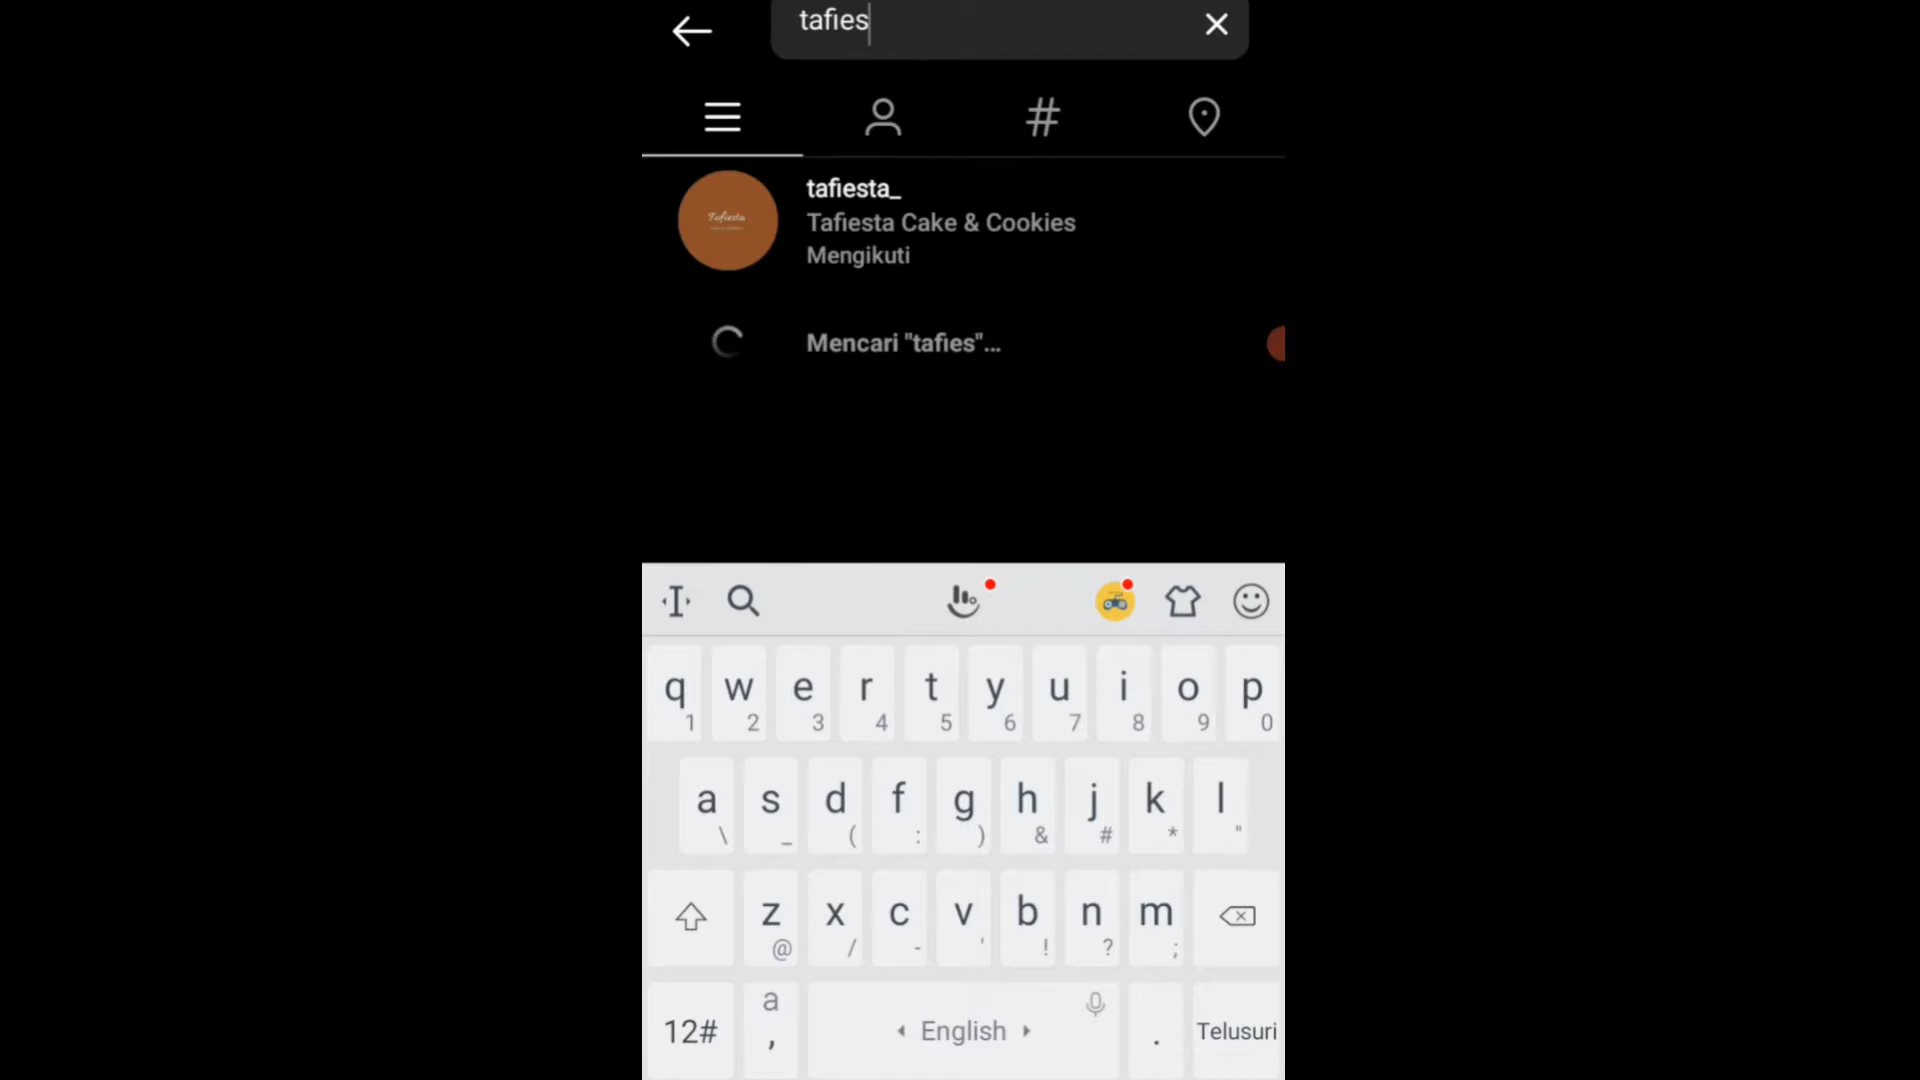 tafies
tafiesta_
Tafiesta
Tafiesta Cake & Cookies
Mengikuti
Mencari "tafies"...
q w e r t y u i o p
1 2 3 4 5 6 7 8 9 0
a s d f g h j k l
\ _ ( : ) & # * "
z x c v b n m
@ / - ' ! ? ;
a
12# , English . Telusuri